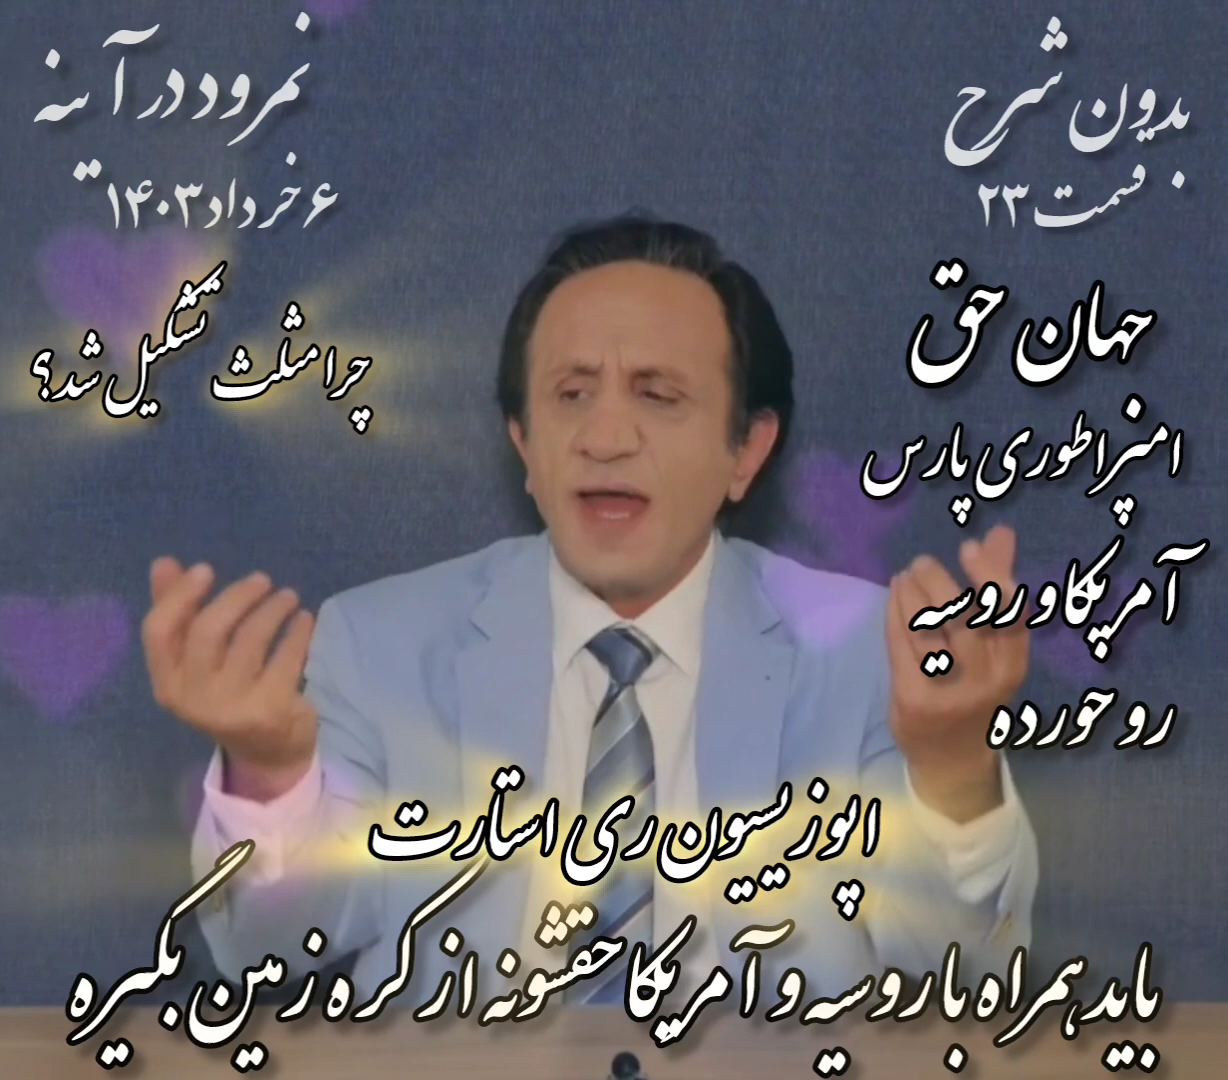 بدون شرح
قسمت ۲۳
نمرود در آینه
۶ خرداد ۱۴۰۳
جهان حق
امپراطوری پارس
آمریکا و روسیه
رو خورده
چرا مثلث تشکیل شد؟
اپوزیسیون ری استارت
باید همراه با روسیه و آمریکا حقشونه از کره زمین بگیره